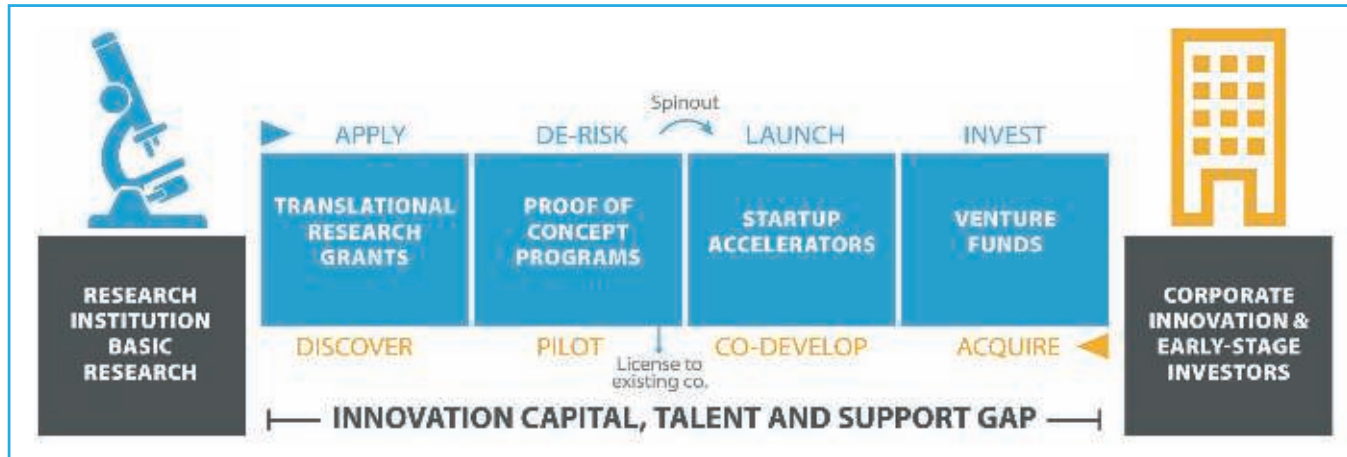 Spinout
APPLY
DE-RISK
LAUNCH
INVEST
TRANSLATIONAL
RESEARCH
GRANTS
PROOF OF
CONCEPT
PROGRAMS
STARTUP
ACCELERATORS
VENTURE
FUNDS
RESEARCH
INSTITUTION
BASIC
RESEARCH
CORPORATE
INNOVATION &
EARLY-STAGE
INVESTORS
DISCOVER
PILOT
CO-DEVELOP
ACQUIRE
License to
existing co.
INNOVATION CAPITAL, TALENT AND SUPPORT GAP